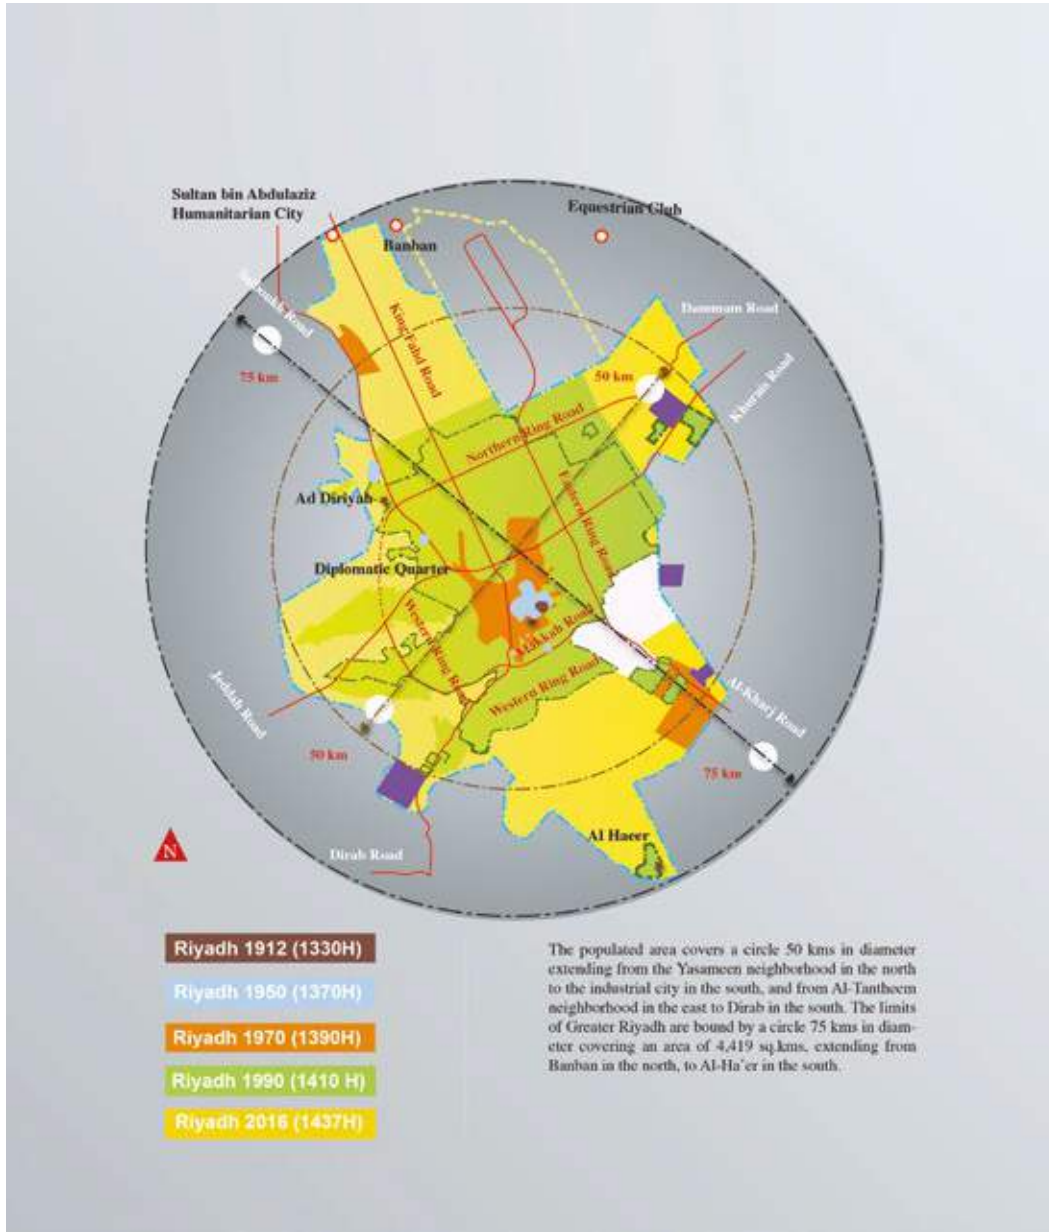 Sultan bin Abdulaziz
Humanitarian City
Equestrian Club
Banban
Road
Dammam Road
King Fahd Road
75 km
50 km
Khurais Road
Northern Ring Road
Eastern Ring Road
Ad Diriyah
Diplomatic Quarter
Western Ring Road
Makkah Road
Western Ring Road
Jeddah Road
Al-Kharj Road
50 km
75 km
Al Haeer
Dirab Road
N
Riyadh 1912 (1330H)
Riyadh 1950 (1370H)
Riyadh 1970 (1390H)
Riyadh 1990 (1410 H)
Riyadh 2016 (1437H)
The populated area covers a circle 50 kms in diameter
extending from the Yasameen neighborhood in the north
to the industrial city in the south, and from Al-Tantheem
neighborhood in the east to Dirab in the south. The limits
of Greater Riyadh are bound by a circle 75 kms in diam-
eter covering an area of 4,419 sq.kms, extending from
Banban in the north, to Al-Ha'er in the south.